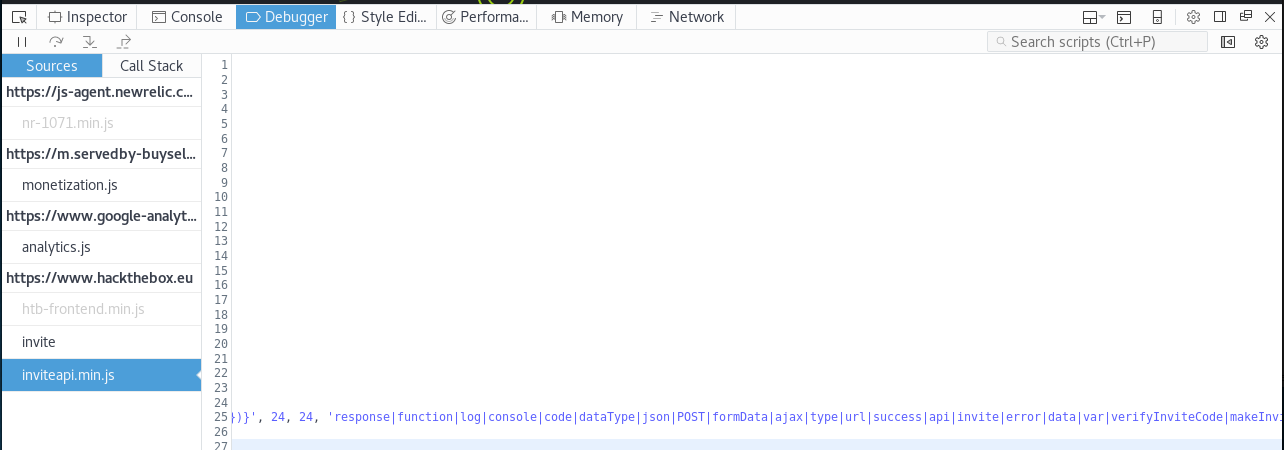 Inspector Console Debugger Style Edi... Performa... Memory Network
Search scripts (Ctrl+P)
Sources Call Stack
https://js-agent.newrelic.c...
nr-1071.min.js
https://m.servedby-buysel...
monetization.js
https://www.google-analyt...
analytics.js
https://www.hackthebox.eu
htb-frontend.min.js
invite
inviteapi.min.js
1
2
3
4
5
6
7
8
9
10
11
12
13
14
15
16
17
18
19
20
21
22
23
24
25 })}', 24, 24, 'response|function|log|console|code|dataType|json|POST|formData|ajax|type|url|success|api|invite|error|data|var|verifyInviteCode|makeInvi
26
27